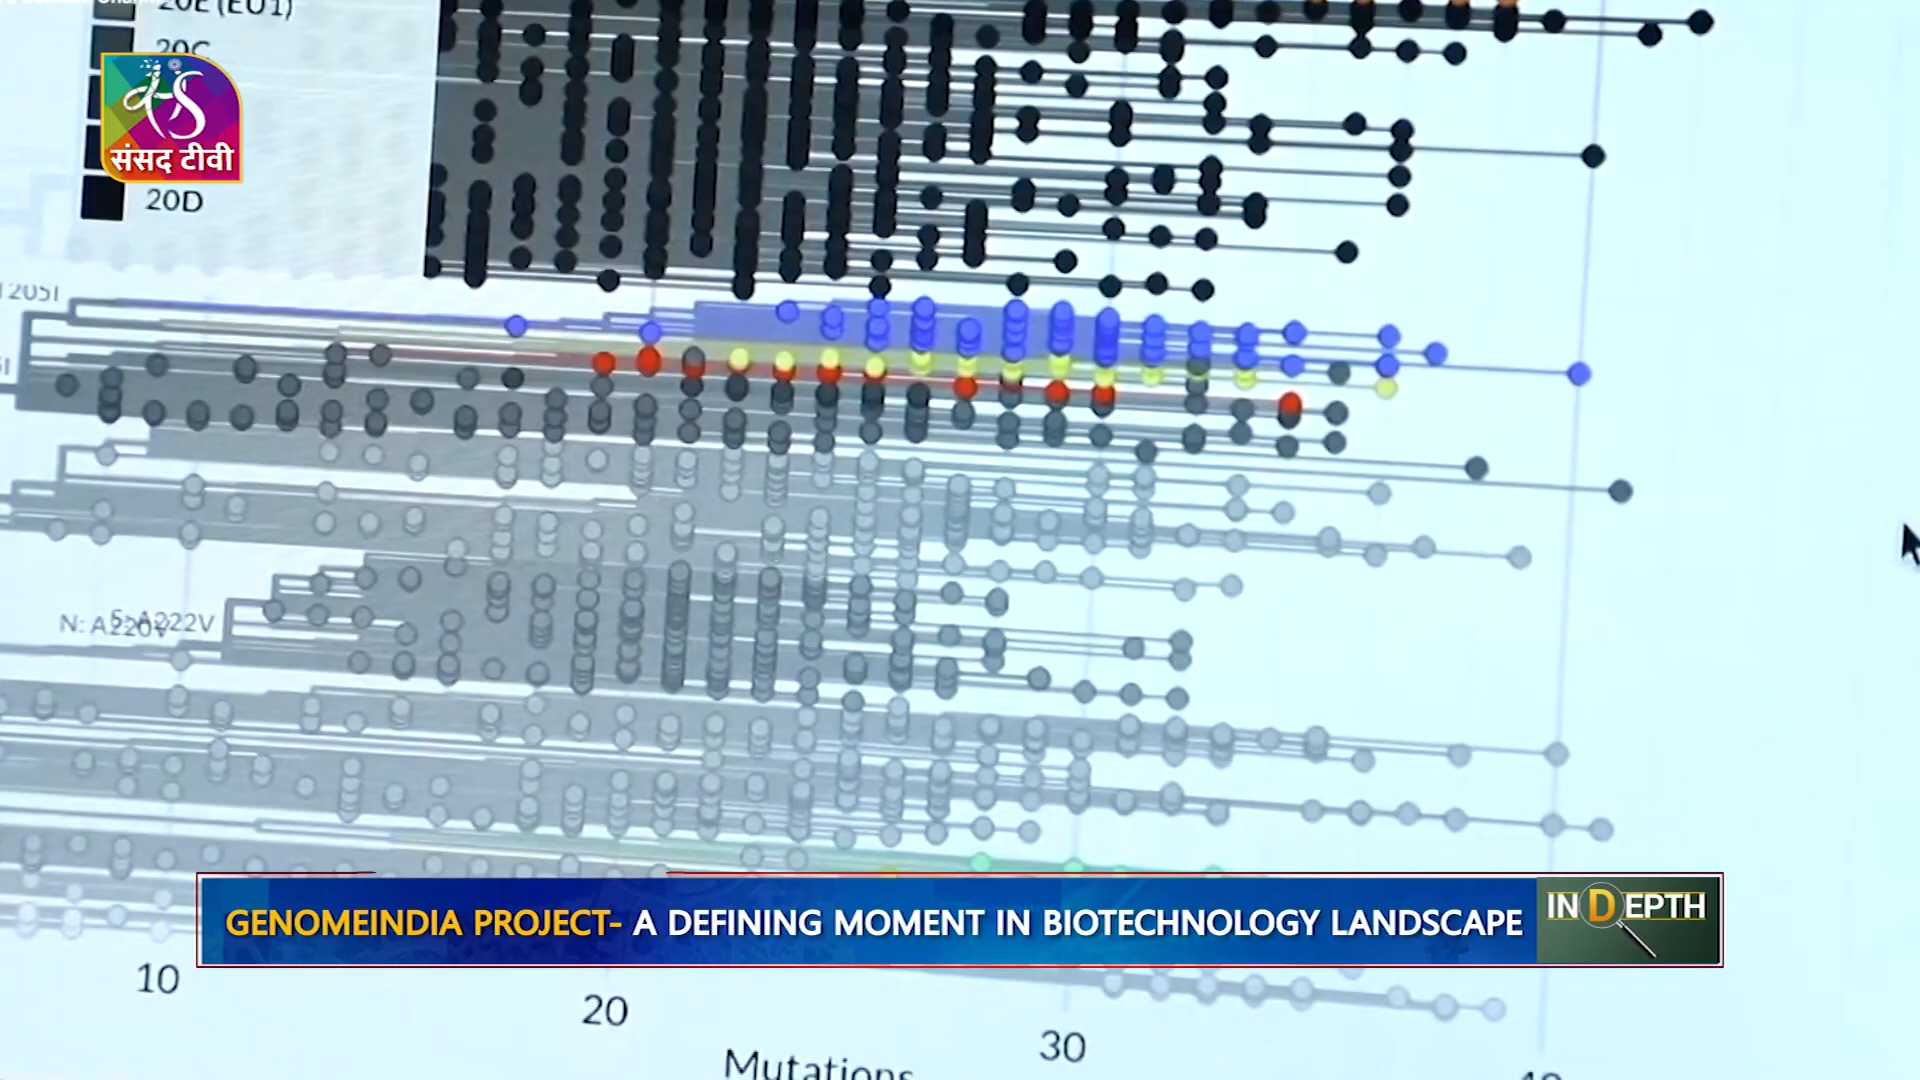 20E (EU1)
20C
संसद टीवी
20D
N: A220V
S: A222V
GENOMEINDIA PROJECT- A DEFINING MOMENT IN BIOTECHNOLOGY LANDSCAPE
IN DEPTH
10
20
30
40
Mutations